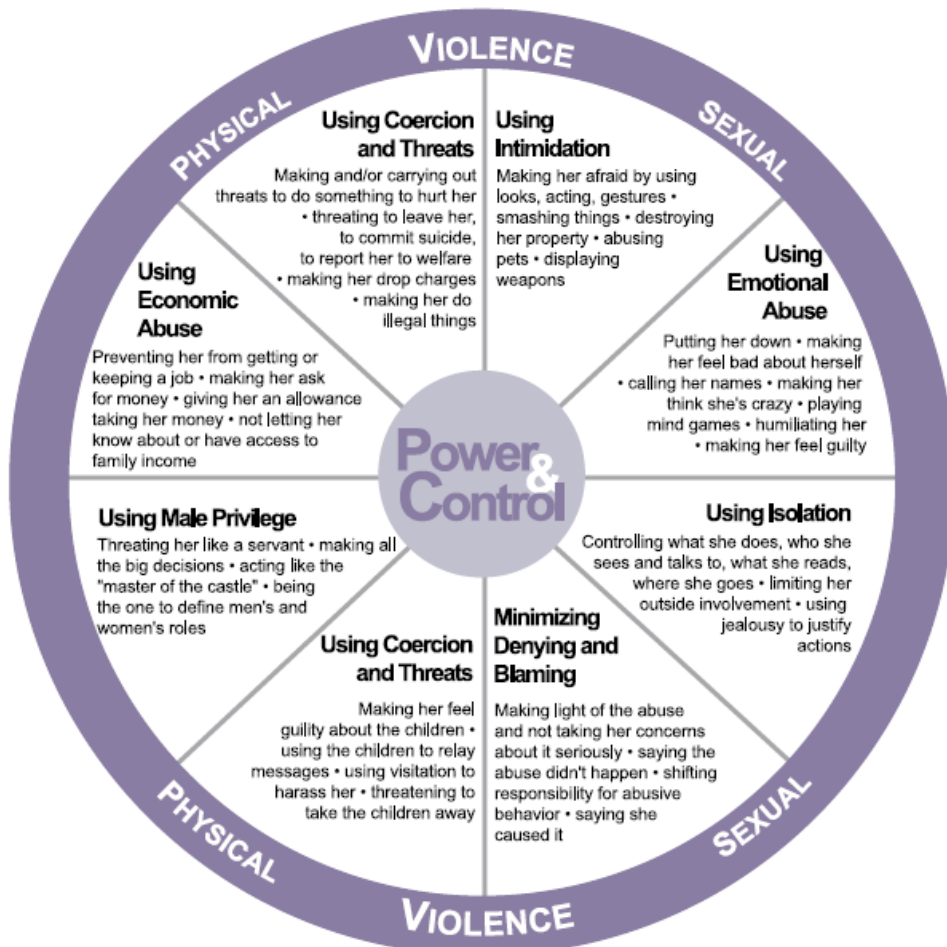 VIOLENCE
PHYSICAL
SEXUAL
Using Coercion
and Threats
Making and/or carrying out
threats to do something to hurt her
• threating to leave her,
to commit suicide,
to report her to welfare
• making her drop charges
• making her do
illegal things
Using
Intimidation
Making her afraid by using
looks, acting, gestures •
smashing things • destroying
her property • abusing
pets • displaying
weapons
Using
Economic
Abuse
Preventing her from getting or
keeping a job • making her ask
for money • giving her an allowance
taking her money • not letting her
know about or have access to
family income
Using
Emotional
Abuse
Putting her down • making
her feel bad about herself
• calling her names • making her
think she's crazy • playing
mind games • humiliating her
• making her feel guilty
Power
&
Control
Using Male Privilege
Threating her like a servant • making all
the big decisions • acting like the
"master of the castle" • being
the one to define men's and
women's roles
Using Isolation
Controlling what she does, who she
sees and talks to, what she reads,
where she goes • limiting her
outside involvement • using
jealousy to justify
actions
Using Coercion
and Threats
Making her feel
guility about the children •
using the children to relay
messages • using visitation to
harass her • threatening to
take the children away
Minimizing
Denying and
Blaming
Making light of the abuse
and not taking her concerns
about it seriously • saying the
abuse didn't happen • shifting
responsibility for abusive
behavior • saying she
caused it
PHYSICAL
SEXUAL
VIOLENCE